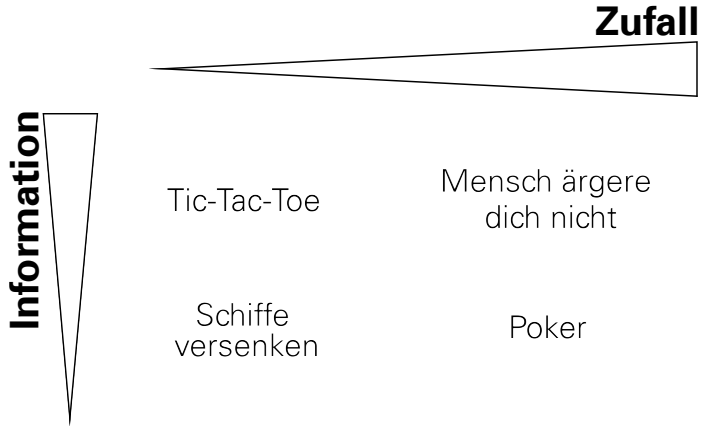 Zufall
Information
Tic-Tac-Toe
Mensch ärgere
dich nicht
Schiffe
versenken
Poker